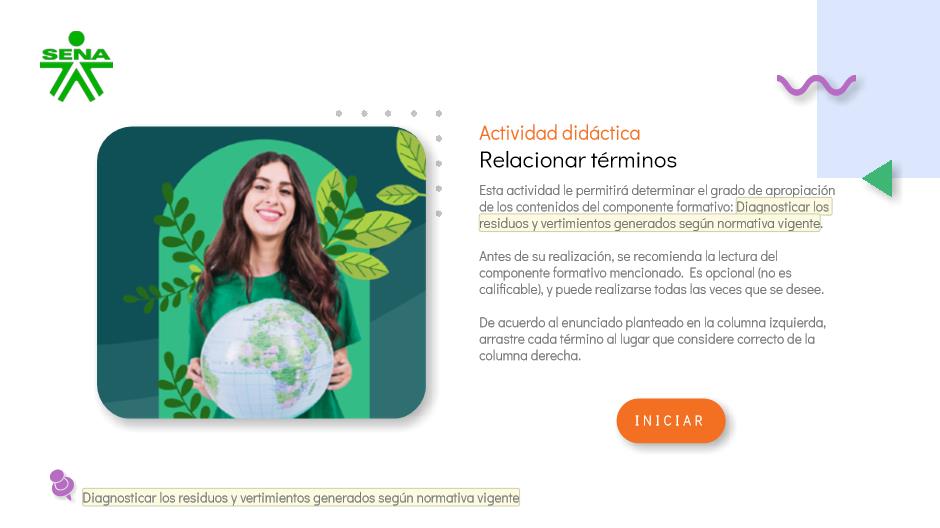 SENA
Actividad didáctica
Relacionar términos
Esta actividad le permitirá determinar el grado de apropiación
de los contenidos del componente formativo: Diagnosticar los
residuos y vertimientos generados según normativa vigente.
Antes de su realización, se recomienda la lectura del
componente formativo mencionado.  Es opcional (no es
calificable), y puede realizarse todas las veces que se desee.
De acuerdo al enunciado planteado en la columna izquierda,
arrastre cada término al lugar que considere correcto de la
columna derecha.
INICIAR
Diagnosticar los residuos y vertimientos generados según normativa vigente